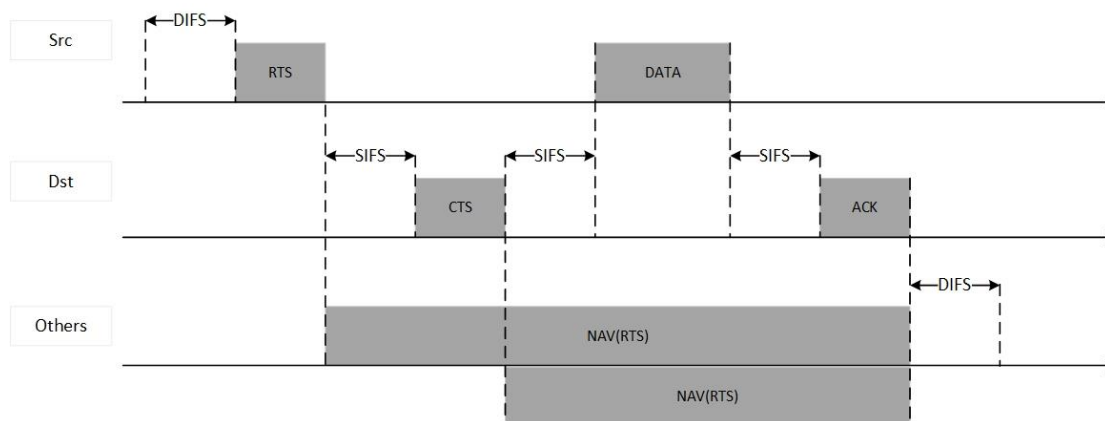 DIFS
Src
RTS
DATA
SIFS
SIFS
SIFS
Dst
CTS
ACK
DIFS
Others
NAV(RTS)
NAV(RTS)